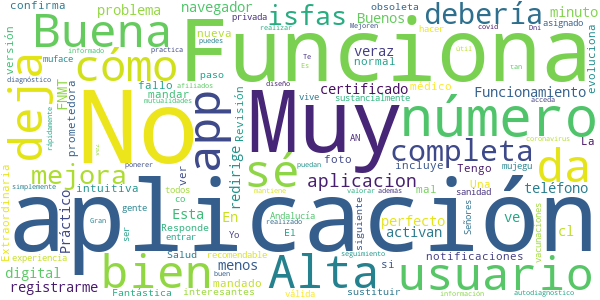 confirma
problema
navegador
isfas
debería
minuto
obsoleta
asignado
privada
Buenos
nueva
realizar
Mejoren
covid
Dni
hacer
Buena
Funciona
cómo
Te
Es
puedes
veraz
normal
útil
tan
evoluciona
versión
muface
informado
practica
deja
FNMT
fallo
paso
certificado
médico
Funcionamiento
diagnóstico
prometedora
mandar
mutualidades
afiliados
diseño
Revisión
vive
sustancialmente
acceda
No
Muy
app
número
rápidamente
ponerer
AN
foto
incluye
completa
Tengo
La
coronavirus
mejora
ver
redirige
sé
puedan
mal
mujegu
da
intuitiva
todos
co
aplicacion
Una
sanidad
teléfono
Extraordinaria
Práctico
gente
Esta
En
Andalucía
siguiente
perfecto
ve
Señores
vacunaciones
cl
aplicación
simplemente
ser
Responde
entrar
Yo
El
realizado
valorar
además
activan
notificaciones
experiencia
Gran
Salud
recomendable
mantiene
si
digital
bien
menos
Alta
usuario
registrarme
buen
mandado
seguimiento
autodiagnostico
Fantástica
interesantes
válida
sustituir
información